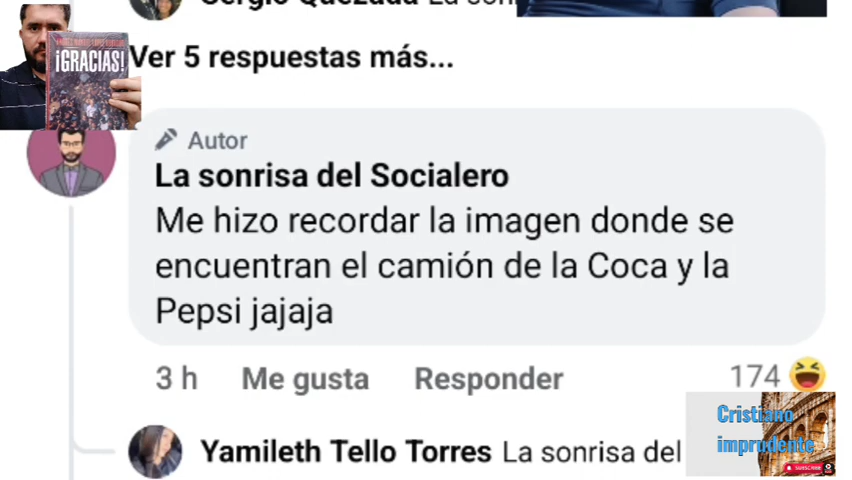 Sergio Quezada La son
¡GRACIAS!
Ver 5 respuestas más...
Autor
La sonrisa del Socialero
Me hizo recordar la imagen donde se
encuentran el camión de la Coca y la
Pepsi jajaja
3 h Me gusta Responder 174
Cristiano
imprudente
SUBSCRIBE
Yamileth Tello Torres La sonrisa del